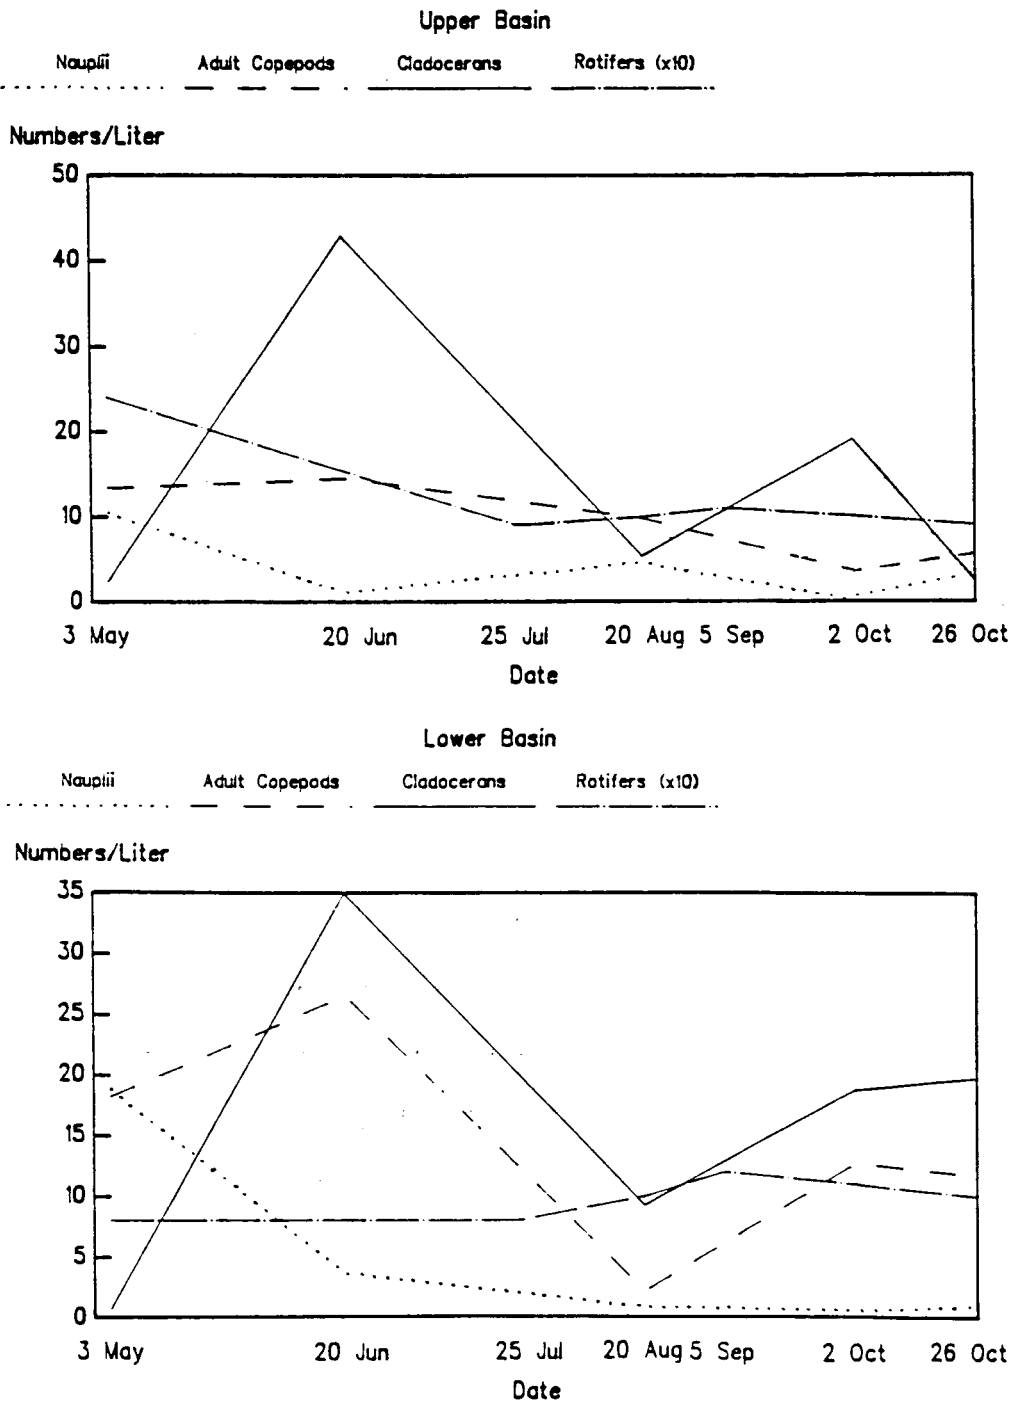 Upper Basin
Nauplii Adult Copepods Cladocerans Rotifers (x10)
Numbers/Liter
50
40
30
20
10
0
3 May 20 Jun 25 Jul 20 Aug 5 Sep 2 Oct 26 Oct
Date
Lower Basin
Nauplii Adult Copepods Cladocerans Rotifers (x10)
Numbers/Liter
35
30
25
20
15
10
5
0
3 May 20 Jun 25 Jul 20 Aug 5 Sep 2 Oct 26 Oct
Date